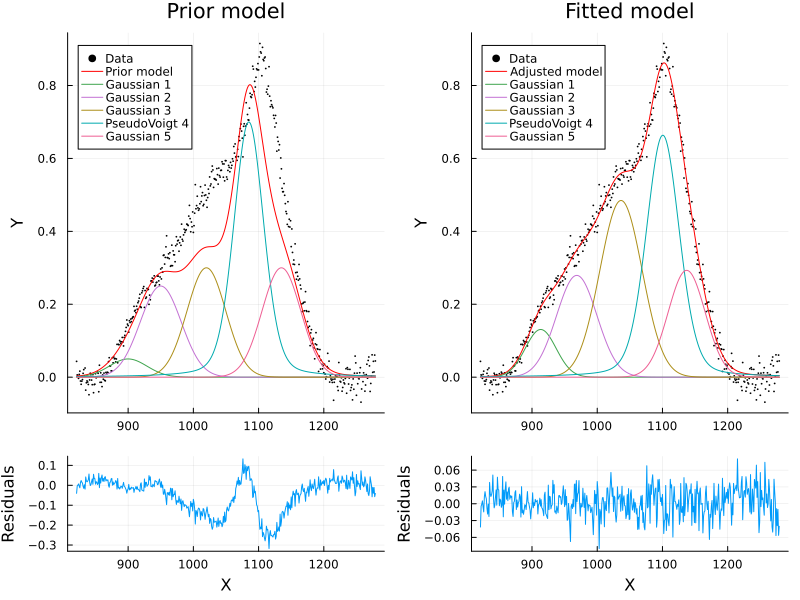 Prior model
Data
Prior model
Gaussian 1
Gaussian 2
Gaussian 3
PseudoVoigt 4
Gaussian 5
Y
0.8
0.6
0.4
0.2
0.0
900
1000
1100
1200
Residuals
0.1
0.0
−0.1
−0.2
−0.3
900
1000
1100
1200
X
Fitted model
Data
Adjusted model
Gaussian 1
Gaussian 2
Gaussian 3
PseudoVoigt 4
Gaussian 5
Y
0.8
0.6
0.4
0.2
0.0
900
1000
1100
1200
Residuals
0.06
0.03
0.00
−0.03
−0.06
900
1000
1100
1200
X